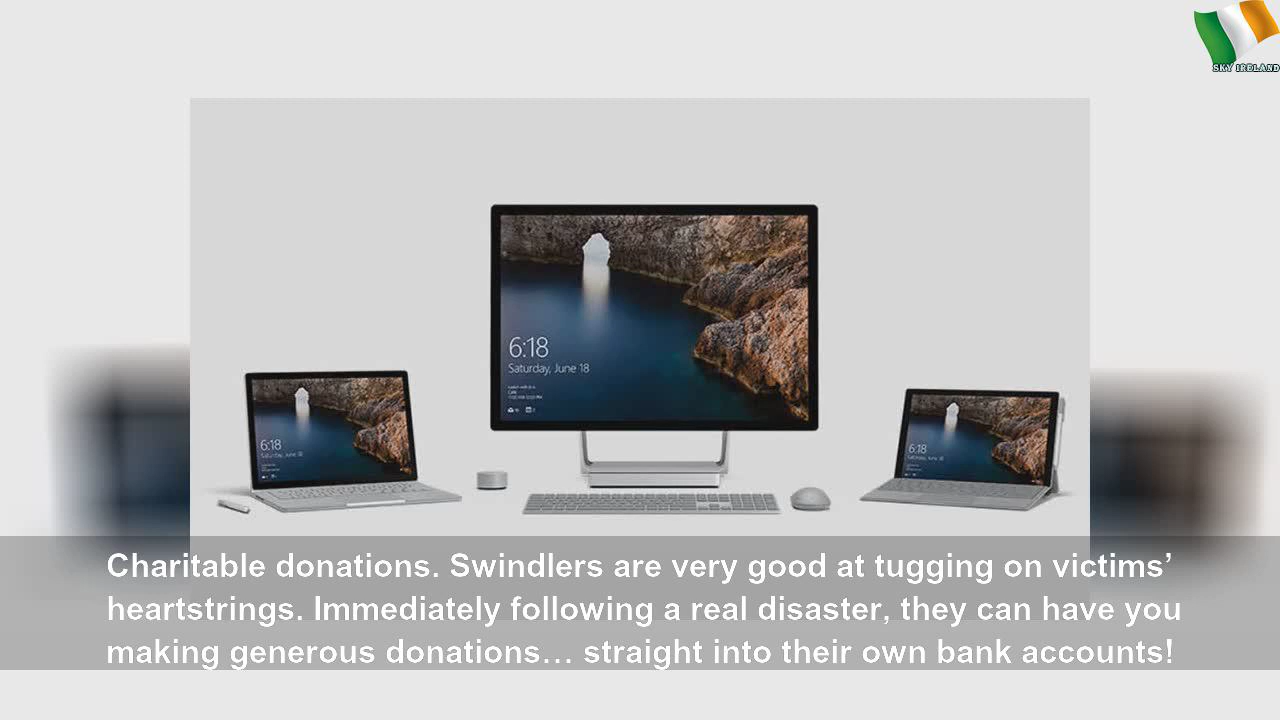 SKY IRELAND
6:18
Saturday, June 18
6:18
Saturday, June 18
6:18
Saturday, June 18
Charitable donations. Swindlers are very good at tugging on victims’
heartstrings. Immediately following a real disaster, they can have you
making generous donations… straight into their own bank accounts!